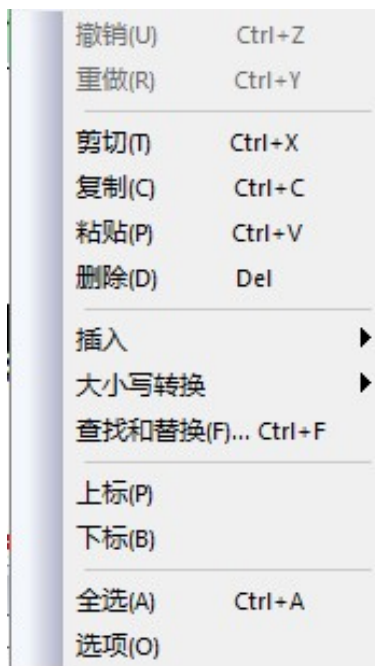 撤销(U) Ctrl+Z
重做(R) Ctrl+Y
剪切(T) Ctrl+X
复制(C) Ctrl+C
粘贴(P) Ctrl+V
删除(D) Del
插入
大小写转换
查找和替换(F)... Ctrl+F
上标(P)
下标(B)
全选(A) Ctrl+A
选项(O)